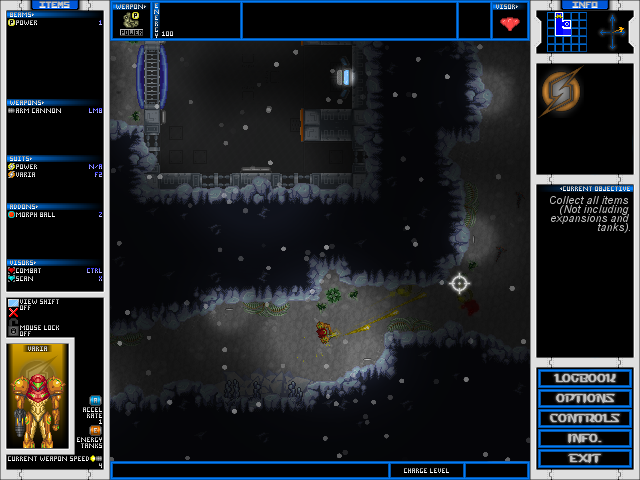 ITEMS
BEAMS
POWER 1
WEAPONS
ARM CANNON LMB
SUITS
POWER N/A
VARIA F2
ADDONS
MORPH BALL 2
VISORS
COMBAT CTRL
SCAN X
VIEW SHIFT
OFF
MOUSE LOCK
OFF
VARIA
ACCEL
RATE
1
ENERGY
TANKS
CURRENT WEAPON SPEED
4
WEAPON
P
POWER
ENERGY
100
VISOR
CHARGE LEVEL
INFO
CURRENT OBJECTIVE
Collect all items
(Not including
expansions and
tanks).
LOGBOOK
OPTIONS
CONTROLS
INFO.
EXIT